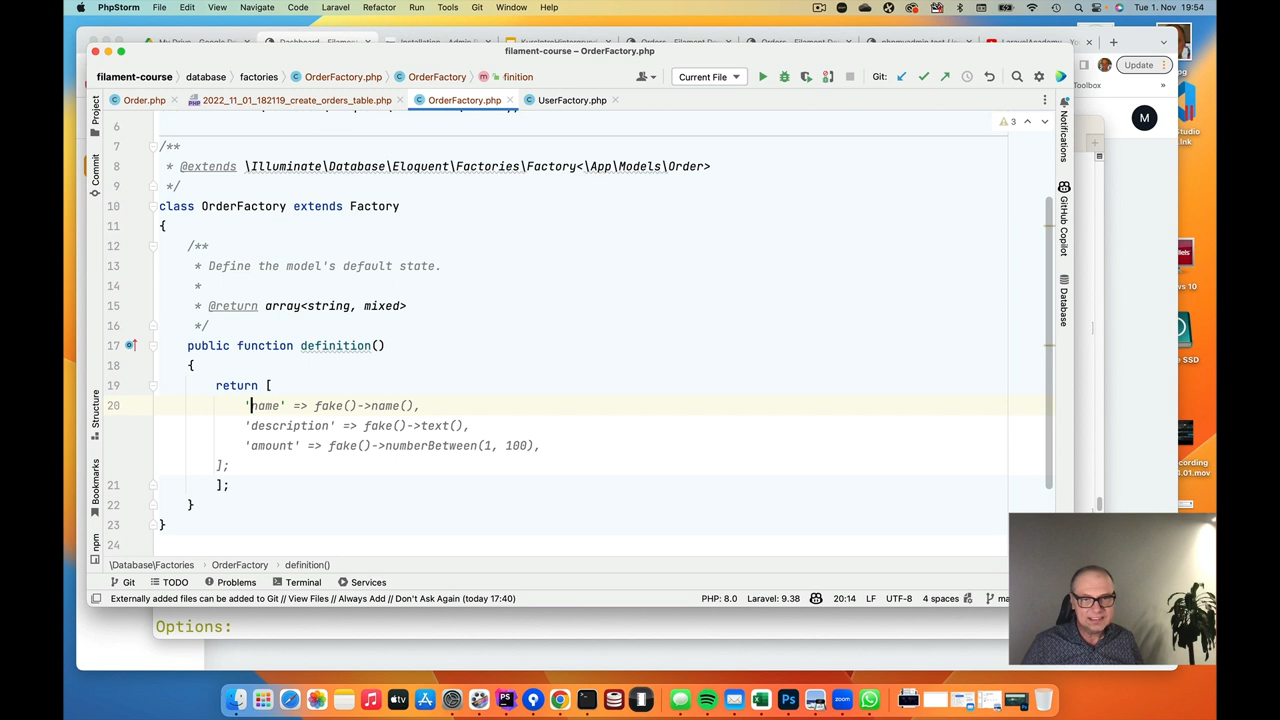 PhpStorm File Edit View Navigate Code Laravel Refactor Run Tools Git Window Help Tue 1. Nov 19:54
filament-course – OrderFactory.php
filament-course database factories OrderFactory.php OrderFactory finition Current File Git:
Update
Order.php 2022_11_01_182119_create_orders_table.php OrderFactory.php UserFactory.php
Project
Commit
Structure
Bookmarks
npm
Notifications
GitHub Copilot
Database
M
3
6
7 /**
8 * @extends \Illuminate\Database\Eloquent\Factories\Factory<\App\Models\Order>
9 */
10 class OrderFactory extends Factory
11 {
12 /**
13 * Define the model's default state.
14 *
15 * @return array<string, mixed>
16 */
17 public function definition()
18 {
19 return [
20 'name' => fake()->name(),
'description' => fake()->text(),
'amount' => fake()->numberBetween(1, 100),
];
21 ];
22 }
23 }
24
\Database\Factories OrderFactory definition()
Git TODO Problems Terminal Services
Externally added files can be added to Git // View Files // Always Add // Don't Ask Again (today 17:40) PHP: 8.0 Laravel: 9.38 20:14 LF UTF-8 4 spaces
Options: